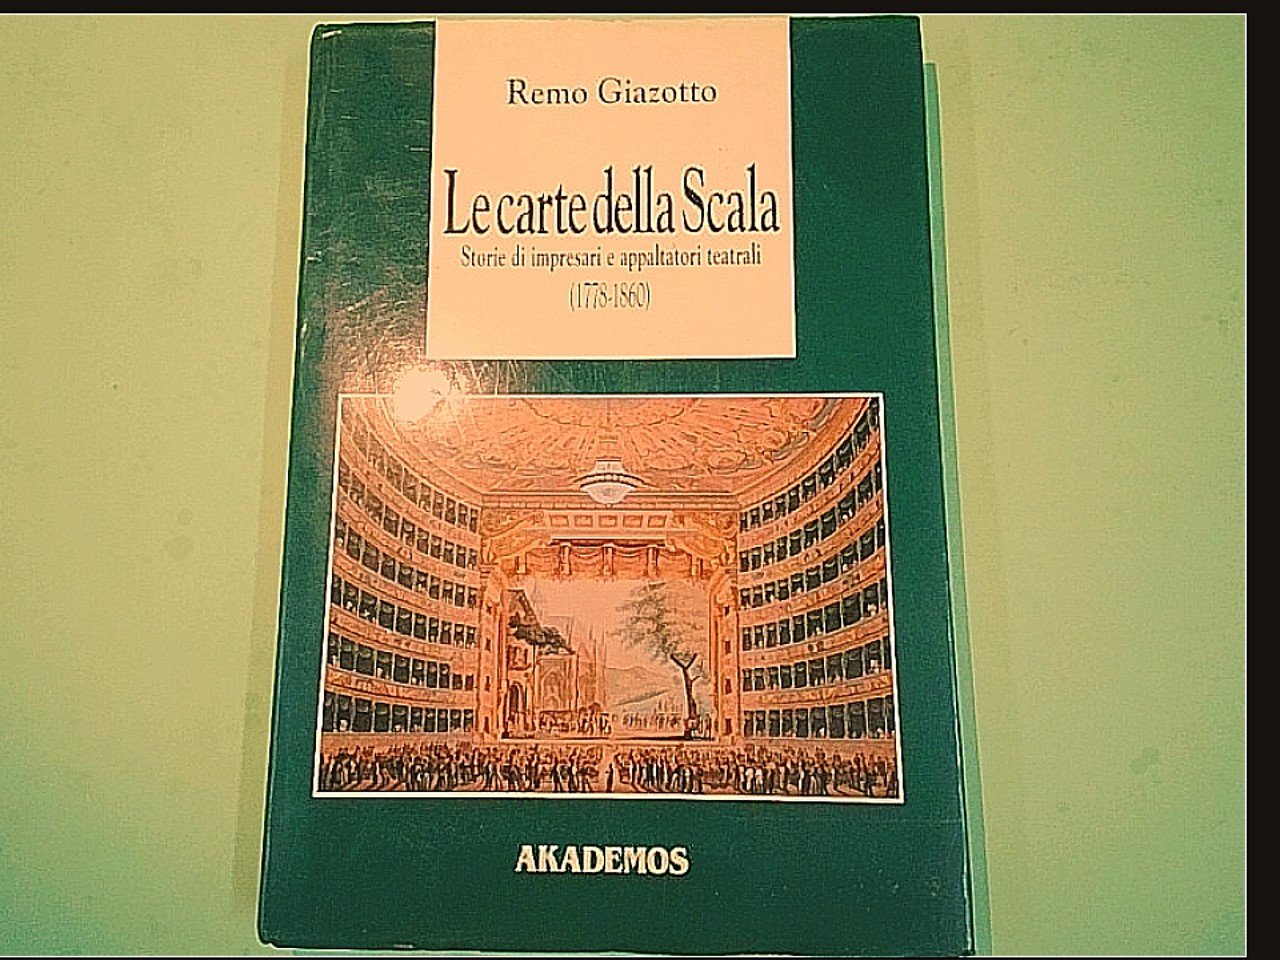 Remo Giazotto
Le carte della Scala
Storie di impresari e appaltatori teatrali
(1778-1860)
AKADEMOS